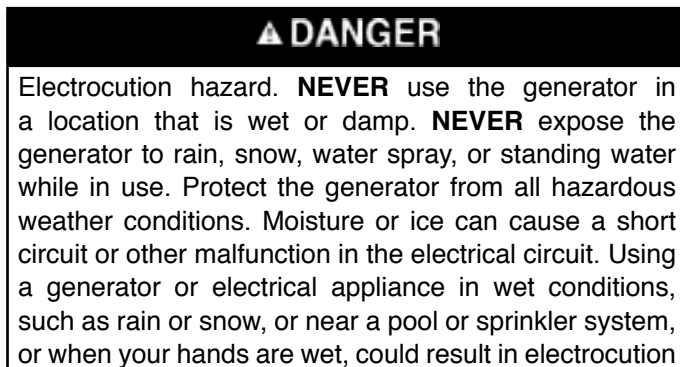 ⚠ DANGER
Electrocution hazard. NEVER use the generator in
a location that is wet or damp. NEVER expose the
generator to rain, snow, water spray, or standing water
while in use. Protect the generator from all hazardous
weather conditions. Moisture or ice can cause a short
circuit or other malfunction in the electrical circuit. Using
a generator or electrical appliance in wet conditions,
such as rain or snow, or near a pool or sprinkler system,
or when your hands are wet, could result in electrocution